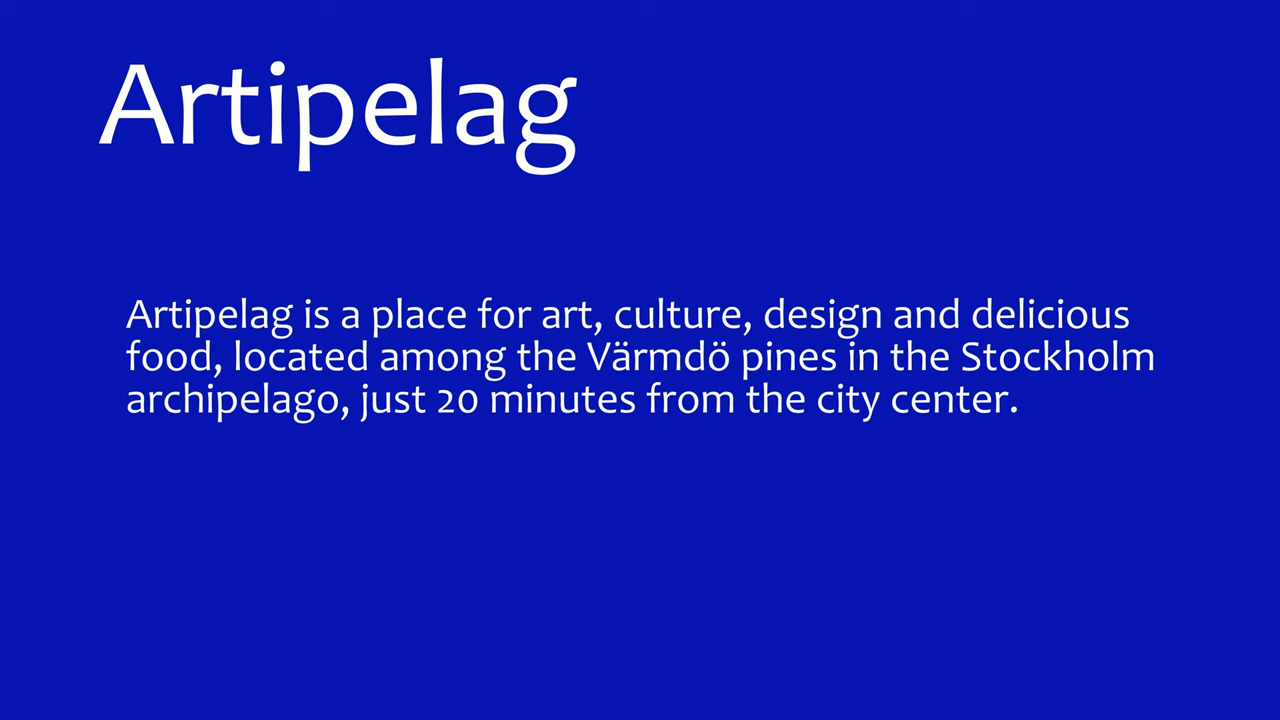 Artipelag
Artipelag is a place for art, culture, design and delicious
food, located among the Värmdö pines in the Stockholm
archipelago, just 20 minutes from the city center.